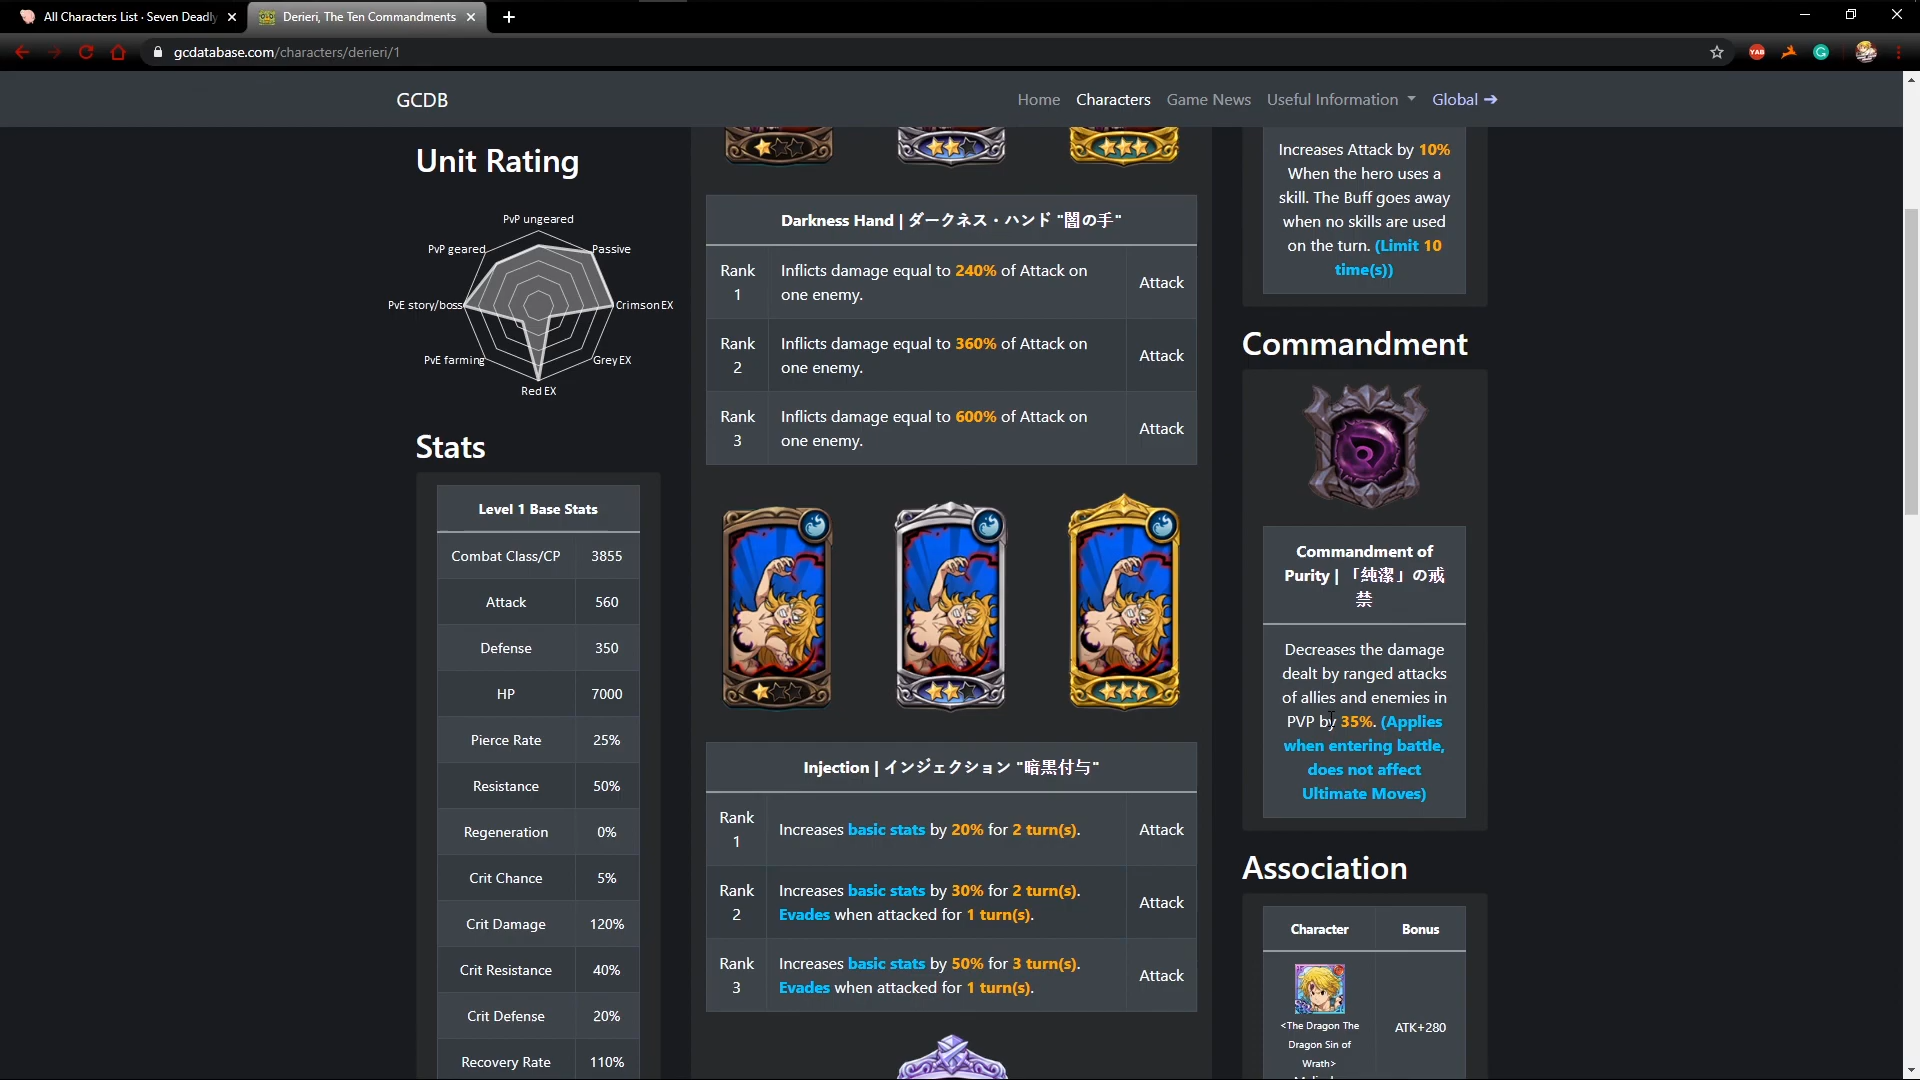 All Characters List · Seven Deadly
Derieri, The Ten Commandments
gcdatabase.com/characters/derieri/1
YAB
GCDB
Home
Characters
Game News
Useful Information
Global
Unit Rating
PvP ungeared
PvP geared
Passive
PvE story/boss
Crimson EX
PvE farming
Grey EX
Red EX
Stats
Level 1 Base Stats
Combat Class/CP 3855
Attack 560
Defense 350
HP 7000
Pierce Rate 25%
Resistance 50%
Regeneration 0%
Crit Chance 5%
Crit Damage 120%
Crit Resistance 40%
Crit Defense 20%
Recovery Rate 110%
Darkness Hand | ダークネス・ハンド "闇の手"
Rank
1
Inflicts damage equal to 240% of Attack on
one enemy.
Attack
Rank
2
Inflicts damage equal to 360% of Attack on
one enemy.
Attack
Rank
3
Inflicts damage equal to 600% of Attack on
one enemy.
Attack
Injection | インジェクション "暗黒付与"
Rank
1
Increases basic stats by 20% for 2 turn(s).
Attack
Rank
2
Increases basic stats by 30% for 2 turn(s).
Evades when attacked for 1 turn(s).
Attack
Rank
3
Increases basic stats by 50% for 3 turn(s).
Evades when attacked for 1 turn(s).
Attack
Increases Attack by 10%
When the hero uses a
skill. The Buff goes away
when no skills are used
on the turn. (Limit 10
time(s))
Commandment
Commandment of
Purity | 「純潔」の戒
禁
Decreases the damage
dealt by ranged attacks
of allies and enemies in
PVP by 35%. (Applies
when entering battle,
does not affect
Ultimate Moves)
Association
Character Bonus
<The Dragon The
Dragon Sin of
Wrath>
ATK+280